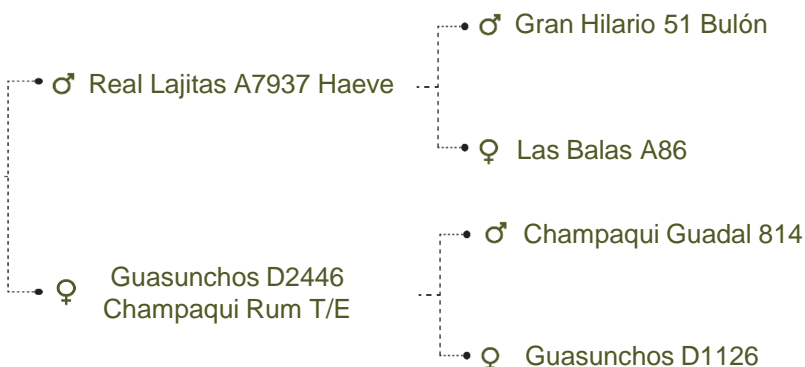 ♂ Gran Hilario 51 Bulón
♂ Real Lajitas A7937 Haeve
♀ Las Balas A86
♂ Champaqui Guadal 814
♀ Guasunchos D2446
Champaqui Rum T/E
♀ Guasunchos D1126